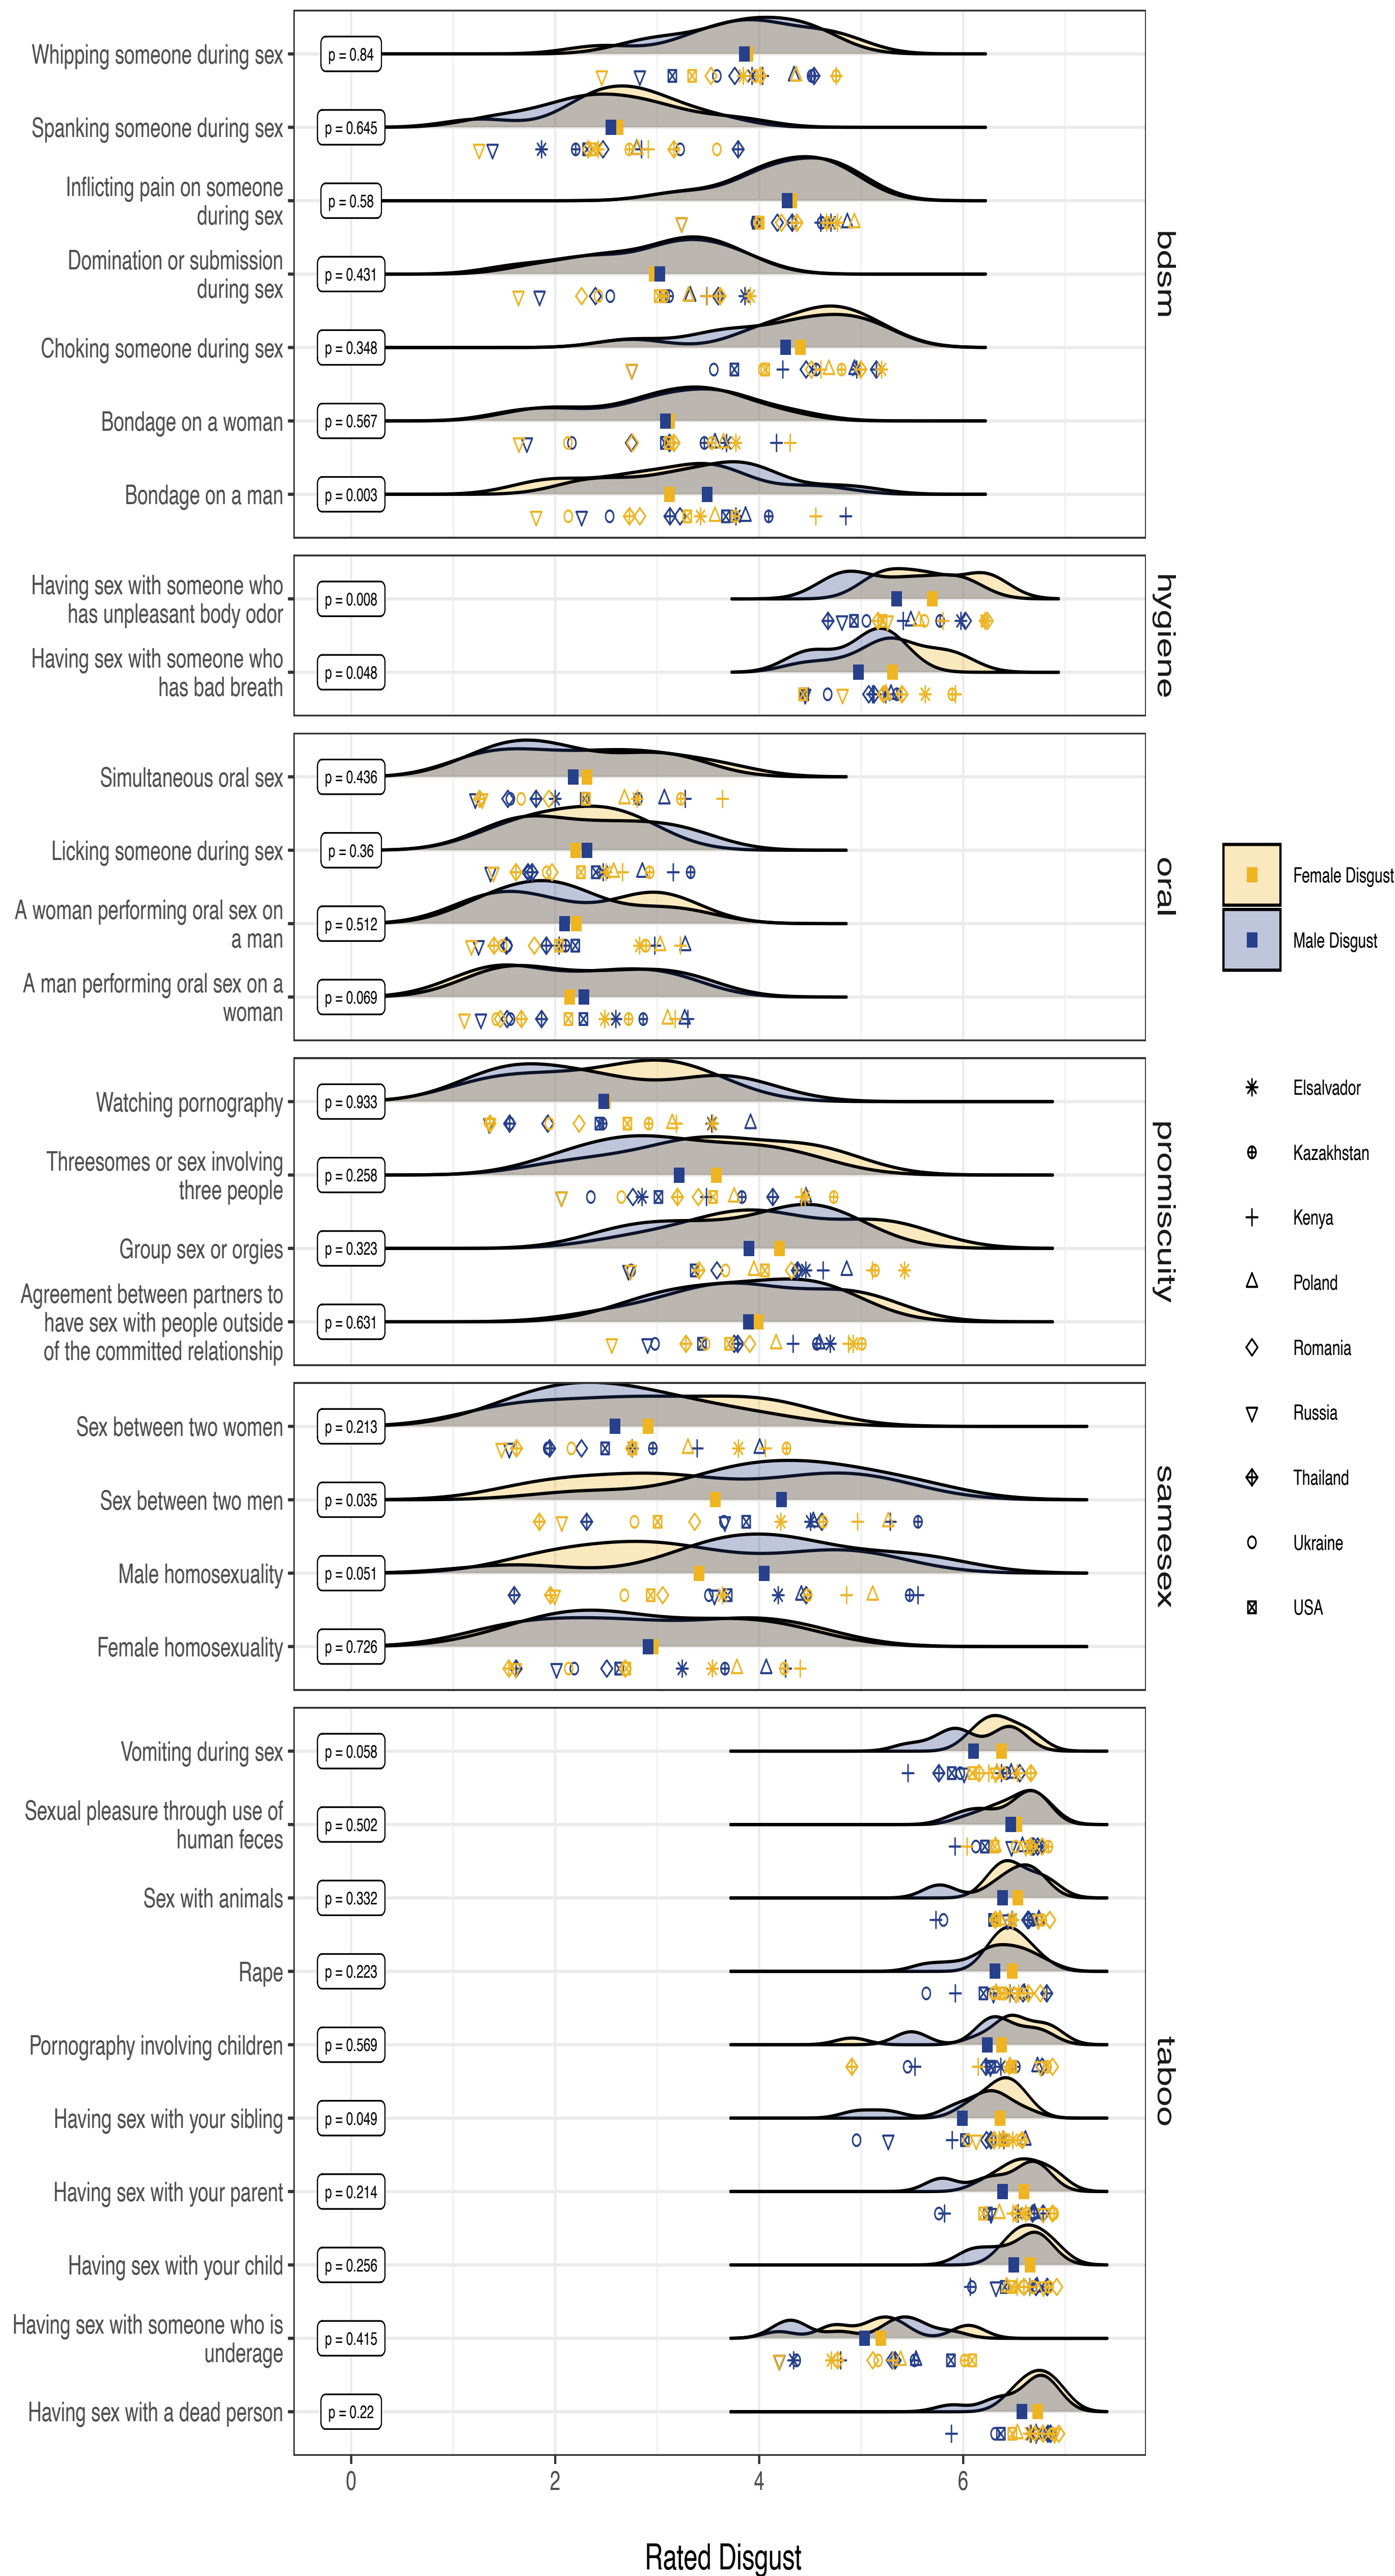 Whipping someone during sex
p = 0.84
Spanking someone during sex
p = 0.645
Inflicting pain on someone
during sex
p = 0.58
Domination or submission
during sex
p = 0.431
Choking someone during sex
p = 0.348
Bondage on a woman
p = 0.567
Bondage on a man
p = 0.003
bdsm
Having sex with someone who
has unpleasant body odor
p = 0.008
Having sex with someone who
has bad breath
p = 0.048
hygiene
Simultaneous oral sex
p = 0.436
Licking someone during sex
p = 0.36
A woman performing oral sex on
a man
p = 0.512
A man performing oral sex on a
woman
p = 0.069
oral
Watching pornography
p = 0.933
Threesomes or sex involving
three people
p = 0.258
Group sex or orgies
p = 0.323
Agreement between partners to
have sex with people outside
of the committed relationship
p = 0.631
promiscuity
Sex between two women
p = 0.213
Sex between two men
p = 0.035
Male homosexuality
p = 0.051
Female homosexuality
p = 0.726
samesex
Vomiting during sex
p = 0.058
Sexual pleasure through use of
human feces
p = 0.502
Sex with animals
p = 0.332
Rape
p = 0.223
Pornography involving children
p = 0.569
Having sex with your sibling
p = 0.049
Having sex with your parent
p = 0.214
Having sex with your child
p = 0.256
Having sex with someone who is
underage
p = 0.415
Having sex with a dead person
p = 0.22
taboo
0
2
4
6
Rated Disgust
Female Disgust
Male Disgust
Elsalvador
Kazakhstan
Kenya
Poland
Romania
Russia
Thailand
Ukraine
USA